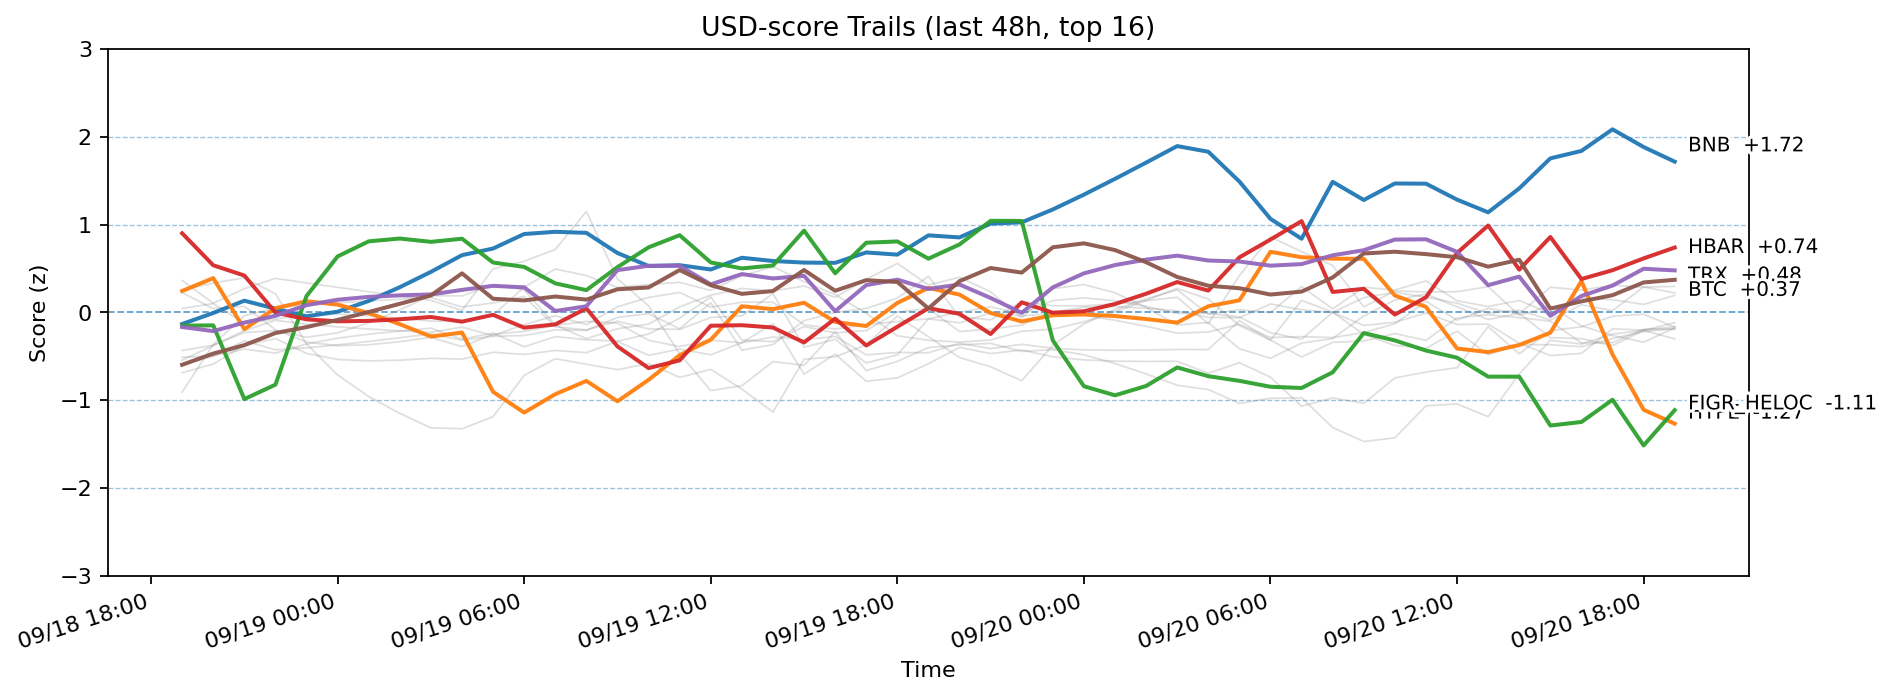 USD-score Trails (last 48h, top 16)
Score (z)
3
2
1
0
−1
−2
−3
BNB +1.72
HBAR +0.74
TRX +0.48
BTC +0.37
FIGR_HELOC -1.11
-1.27
09/18 18:00
09/19 00:00
09/19 06:00
09/19 12:00
09/19 18:00
09/20 00:00
09/20 06:00
09/20 12:00
09/20 18:00
Time